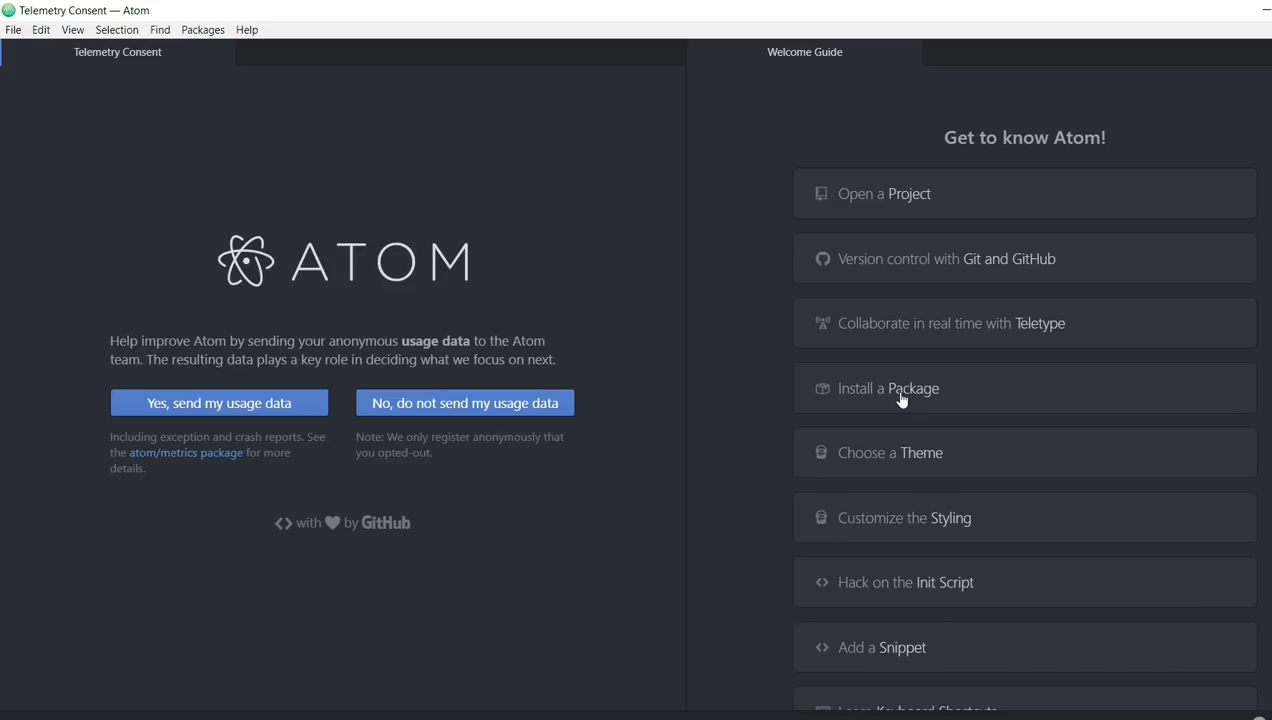 Telemetry Consent — Atom
File Edit View Selection Find Packages Help
Telemetry Consent
Welcome Guide
ATOM
Help improve Atom by sending your anonymous usage data to the Atom
team. The resulting data plays a key role in deciding what we focus on next.
Yes, send my usage data
No, do not send my usage data
Including exception and crash reports. See
the atom/metrics package for more
details.
Note: We only register anonymously that
you opted-out.
with by GitHub
Get to know Atom!
Open a Project
Version control with Git and GitHub
Collaborate in real time with Teletype
Install a Package
Choose a Theme
Customize the Styling
Hack on the Init Script
Add a Snippet
Learn Keyboard Shortcuts